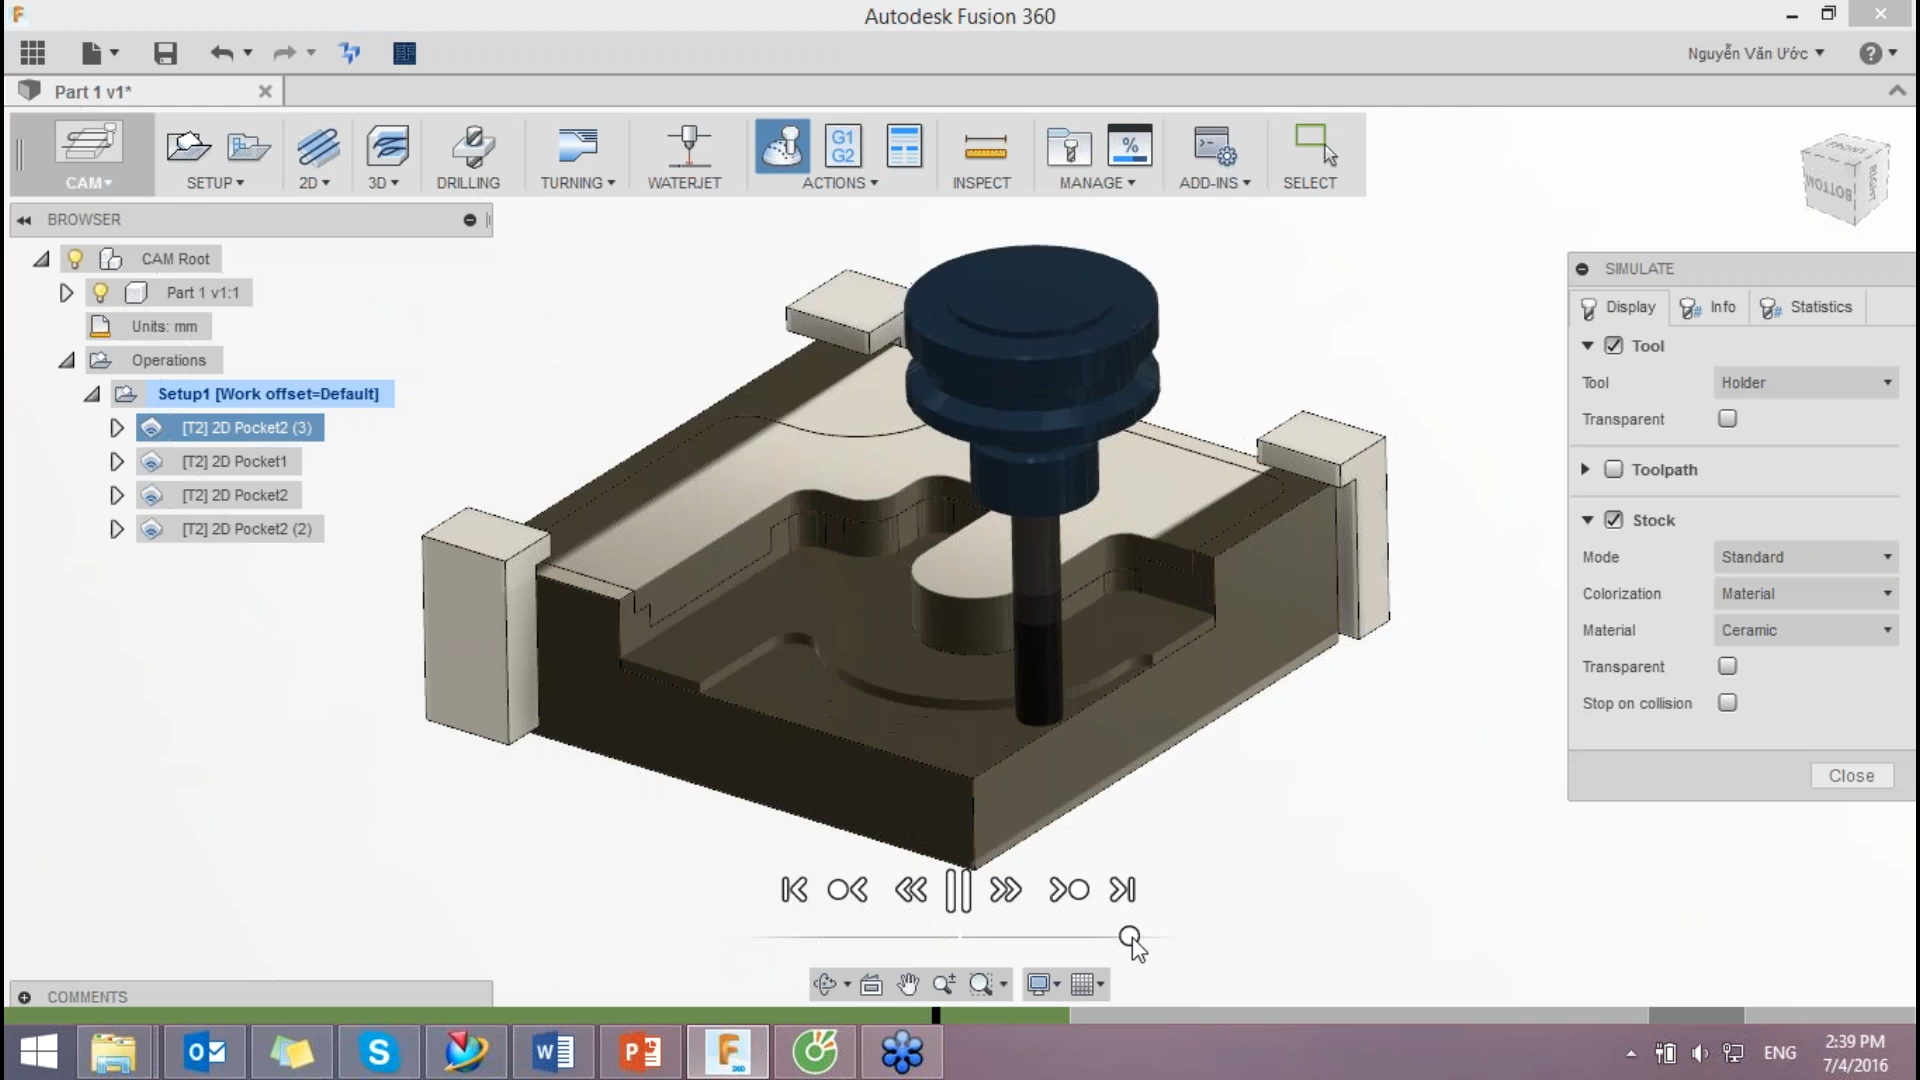 Autodesk Fusion 360
Nguyễn Văn Ước
Part 1 v1*
CAM
SETUP
2D
3D
DRILLING
TURNING
WATERJET
G1
G2
ACTIONS
INSPECT
%
MANAGE
ADD-INS
SELECT
FRONT
BOTTOM
RIGHT
BROWSER
CAM Root
Part 1 v1:1
Units: mm
Operations
Setup1 [Work offset=Default]
[T2] 2D Pocket2 (3)
[T2] 2D Pocket1
[T2] 2D Pocket2
[T2] 2D Pocket2 (2)
SIMULATE
Display
Info
Statistics
Tool
Tool
Holder
Transparent
Toolpath
Stock
Mode
Standard
Colorization
Material
Material
Ceramic
Transparent
Stop on collision
Close
COMMENTS
ENG
2:39 PM
7/4/2016